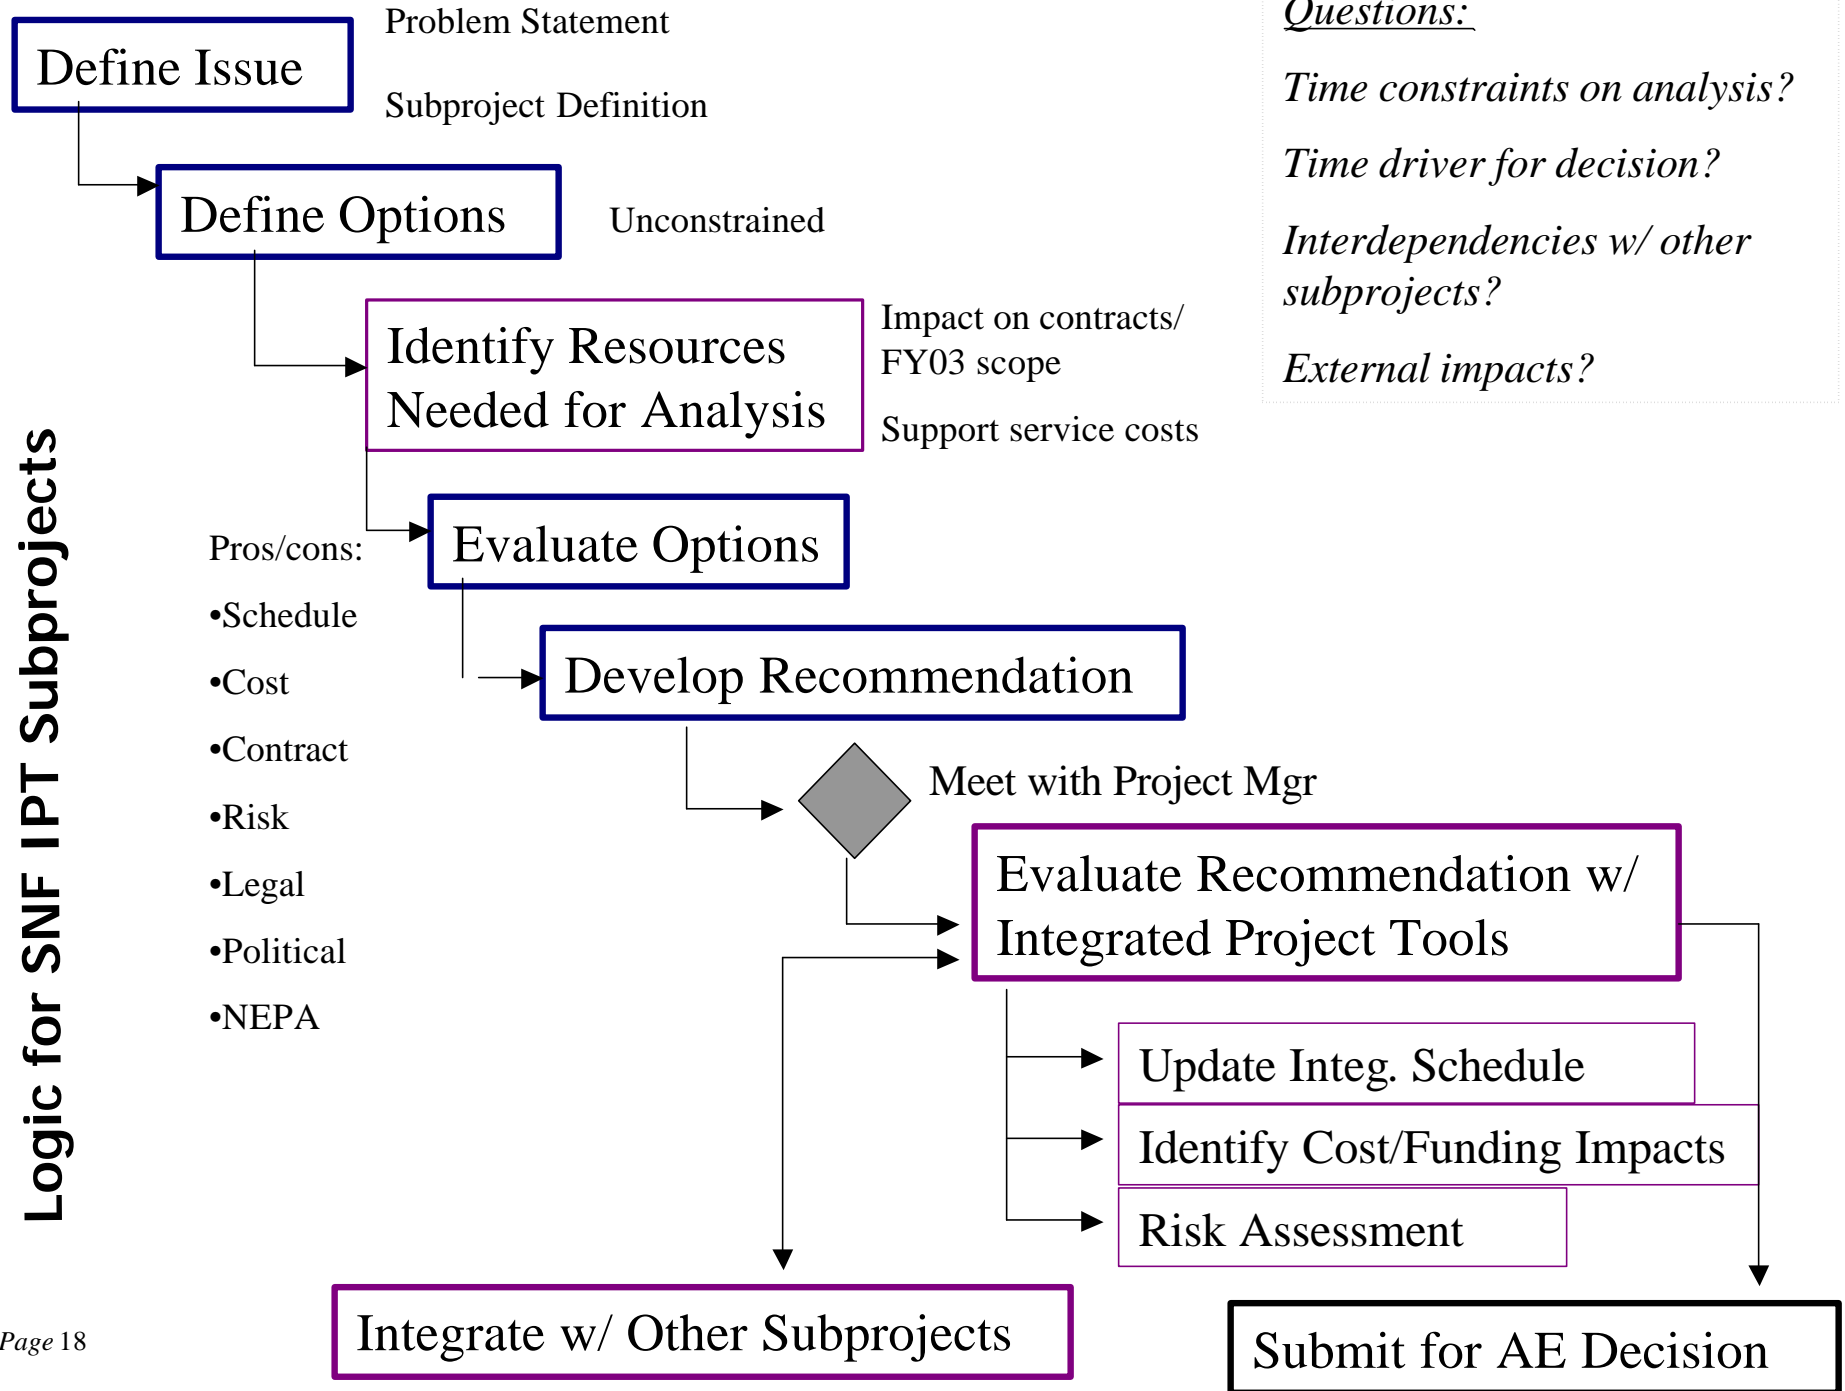 Problem Statement
Define Issue
Subproject Definition
Define Options
Unconstrained
Identify Resources
Needed for Analysis
Impact on contracts/
FY03 scope
Support service costs
Questions:
Time constraints on analysis?
Time driver for decision?
Interdependencies w/ other
subprojects?
External impacts?
Logic for SNF IPT Subprojects
Evaluate Options
Pros/cons:
•Schedule
•Cost
•Contract
•Risk
•Legal
•Political
•NEPA
Develop Recommendation
Meet with Project Mgr
Evaluate Recommendation w/
Integrated Project Tools
Update Integ. Schedule
Identify Cost/Funding Impacts
Risk Assessment
Integrate w/ Other Subprojects
Submit for AE Decision
Page 18